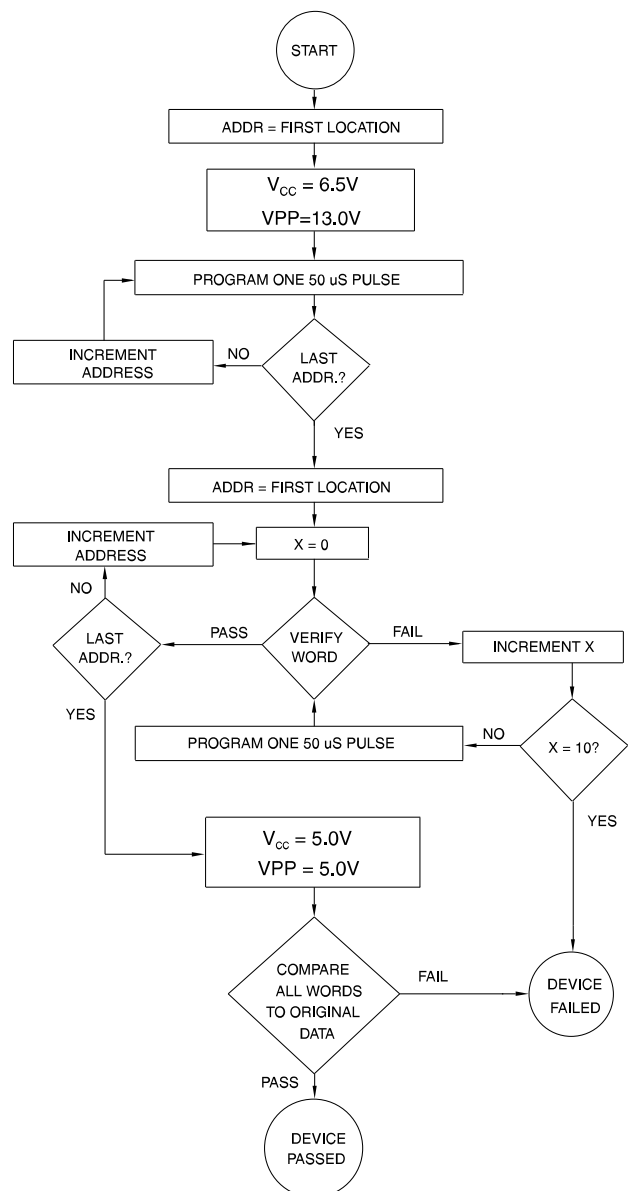 START
ADDR = FIRST LOCATION
VCC = 6.5V
VPP=13.0V
PROGRAM ONE 50 uS PULSE
INCREMENT
ADDRESS
NO
LAST
ADDR.?
YES
ADDR = FIRST LOCATION
INCREMENT
ADDRESS
X = 0
NO
LAST
ADDR.?
PASS
VERIFY
WORD
FAIL
INCREMENT X
YES
PROGRAM ONE 50 uS PULSE
NO
X = 10?
YES
Vcc = 5.0V
VPP = 5.0V
COMPARE
ALL WORDS
TO ORIGINAL
DATA
FAIL
DEVICE
FAILED
PASS
DEVICE
PASSED